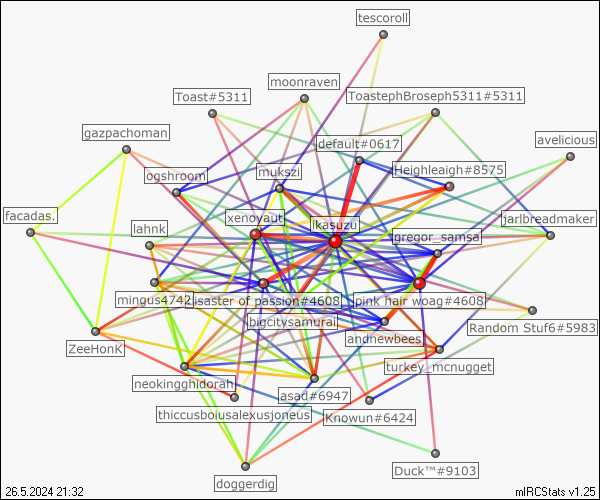 tescoroll
moonraven
Toast#5311
ToastephBroseph5311#5311
gazpachoman
default#0617
avelicious
ogshroom
mukszi
Heighleigh#8575
facadas.
xenoyaut
ikasuzu
jarlbreadmaker
lahnk
gregor_samsa
mingus4742
disaster of passion#4608
pink hair woag#4608
bigcitysamurai
Random Stuf6#5983
ZeeHonk
andnewbees
turkey_mcnugget
neokingghidorah
asad#6947
thiccusboiusalexusjoneus
Knowun#6424
doggerdig
Duck™#9103
26.5.2024 21:32
mIRCStats v1.25